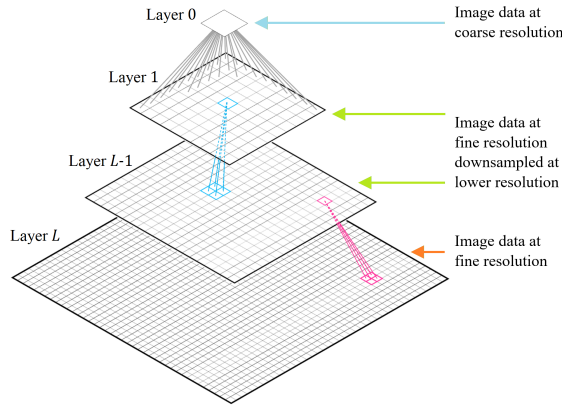 Layer 0
Image data at
coarse resolution
Layer 1
Image data at
fine resolution
downsampled at
lower resolution
Layer L-1
Layer L
Image data at
fine resolution